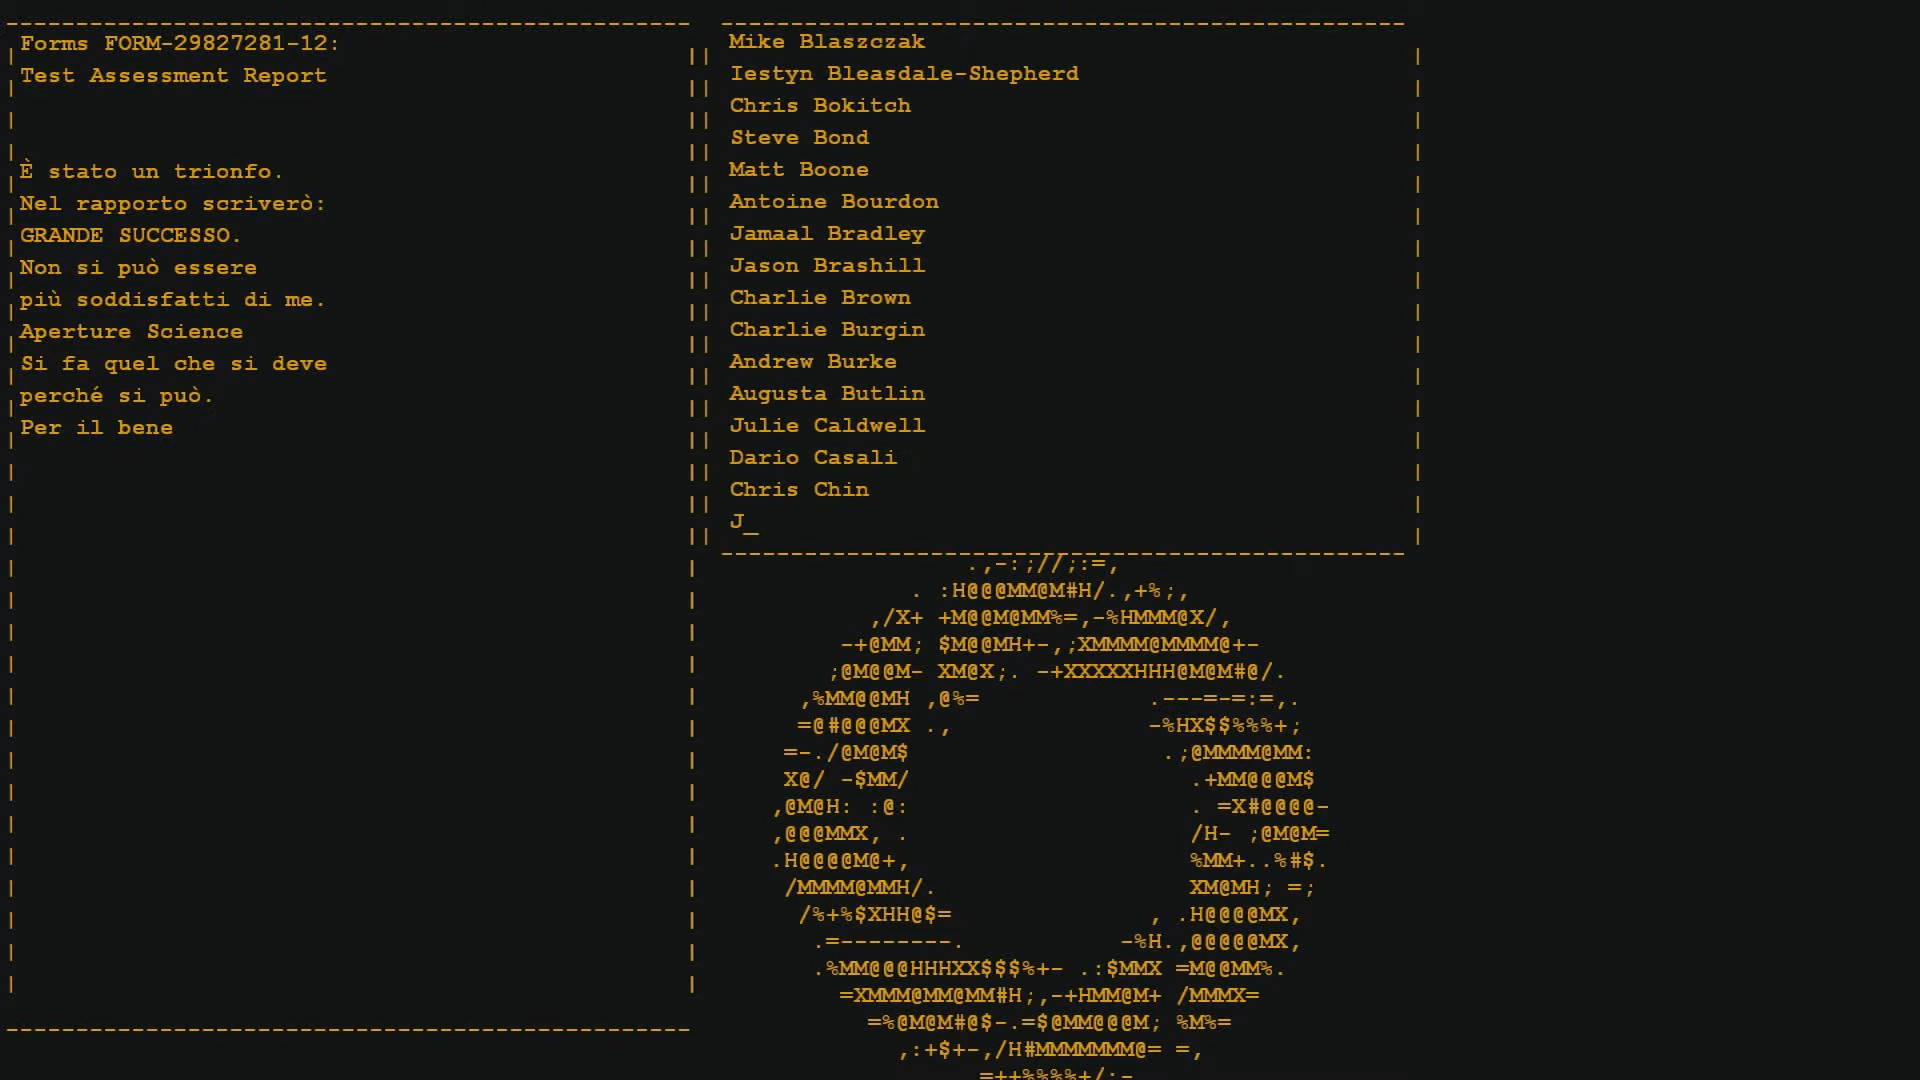 Forms FORM-29827281-12:
Test Assessment Report
È stato un trionfo.
Nel rapporto scriverò:
GRANDE SUCCESSO.
Non si può essere
più soddisfatti di me.
Aperture Science
Si fa quel che si deve
perché si può.
Per il bene
Mike Blaszczak
Iestyn Bleasdale-Shepherd
Chris Bokitch
Steve Bond
Matt Boone
Antoine Bourdon
Jamaal Bradley
Jason Brashill
Charlie Brown
Charlie Burgin
Andrew Burke
Augusta Butlin
Julie Caldwell
Dario Casali
Chris Chin
J_